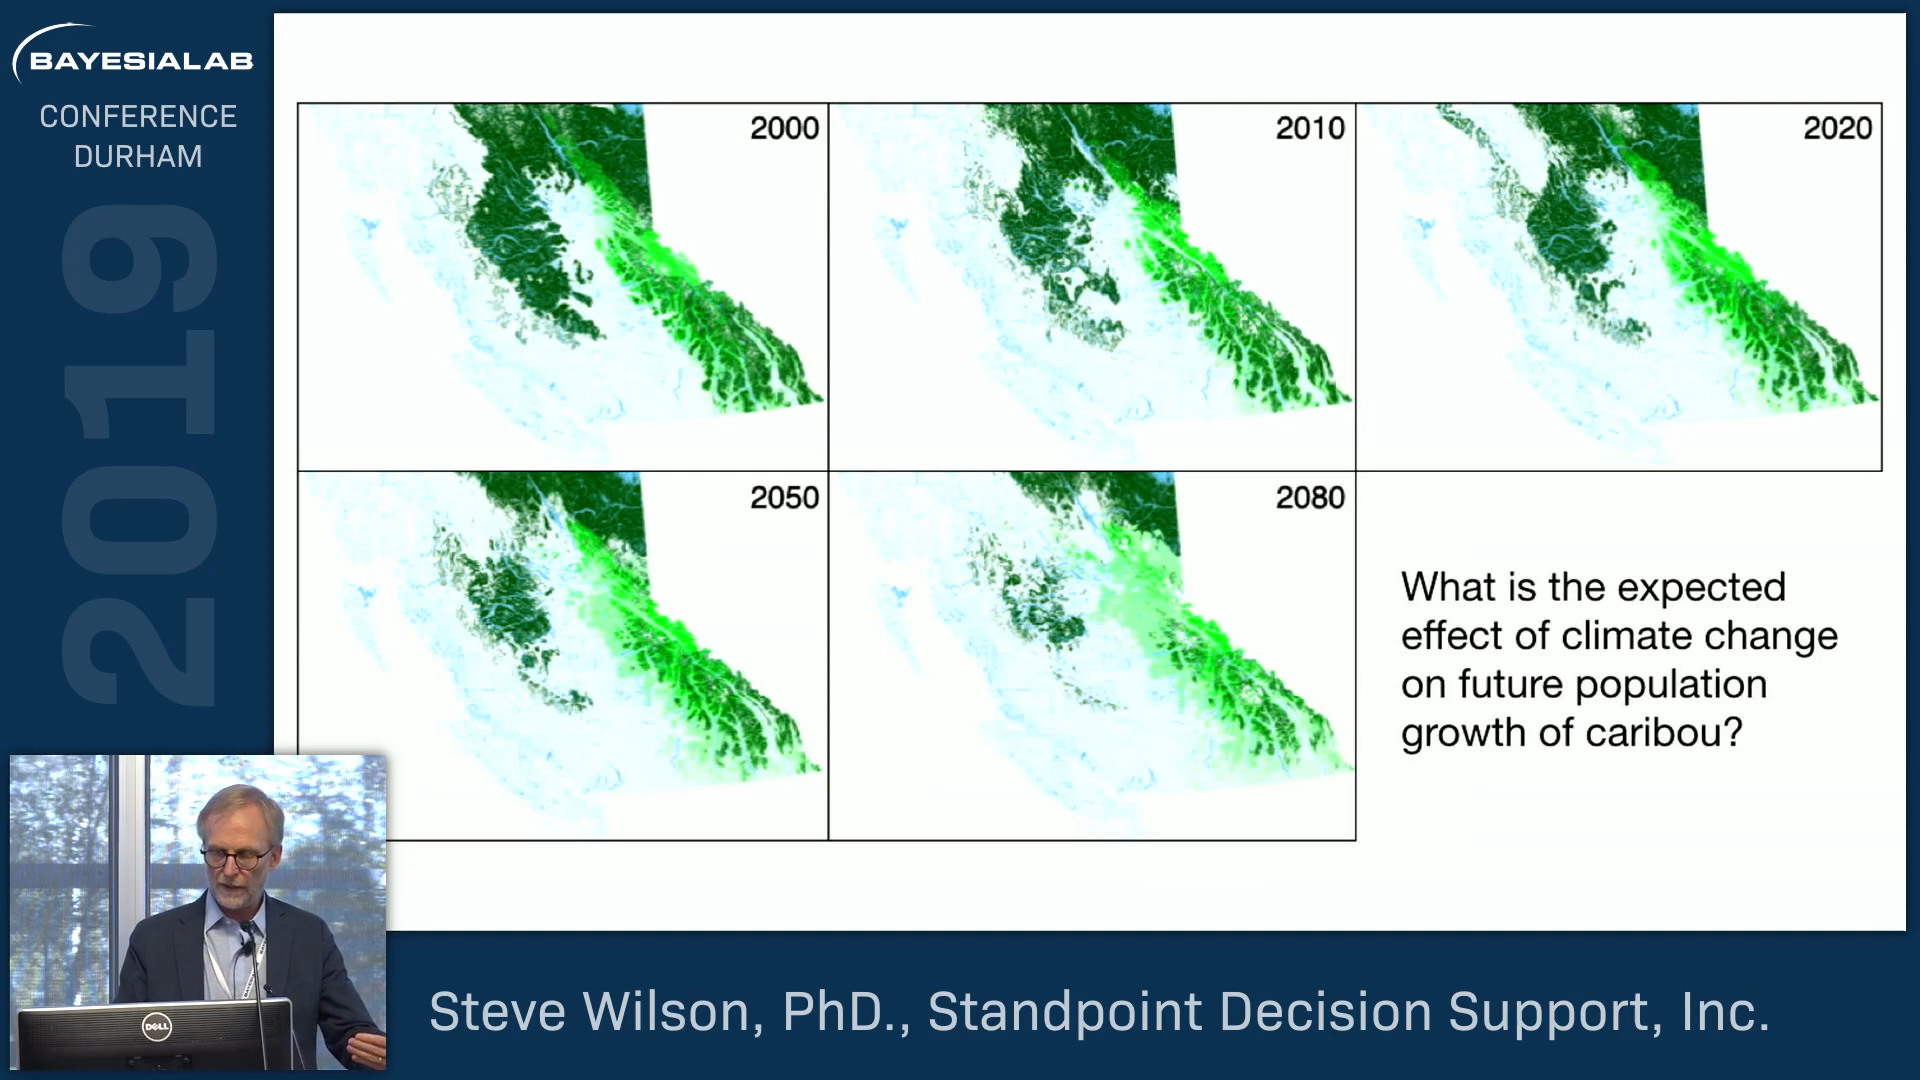 BAYESIALAB
CONFERENCE
DURHAM
2019
2000
2010
2020
2050
2080
What is the expected
effect of climate change
on future population
growth of caribou?
DELL
Steve Wilson, PhD., Standpoint Decision Support, Inc.